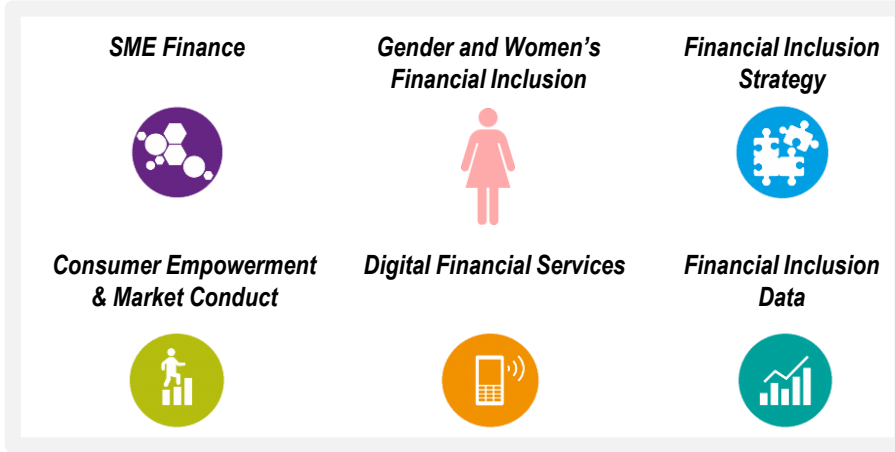 SME Finance
Gender and Women's
Financial Inclusion
Financial Inclusion
Strategy
Consumer Empowerment
& Market Conduct
Digital Financial Services
Financial Inclusion
Data